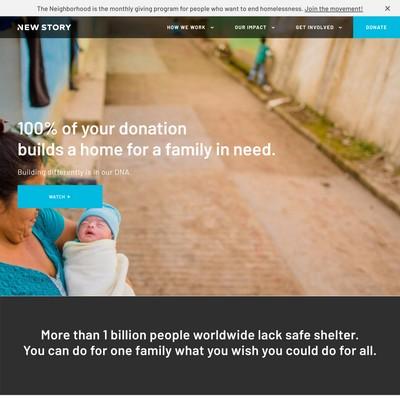 The Neighborhood is the monthly giving program for people who want to end homelessness. Join the movement! ✕
NEW STORY HOW WE WORK OUR IMPACT GET INVOLVED DONATE
100% of your donation
builds a home for a family in need.
Building differently is in our DNA.
WATCH
More than 1 billion people worldwide lack safe shelter.
You can do for one family what you wish you could do for all.